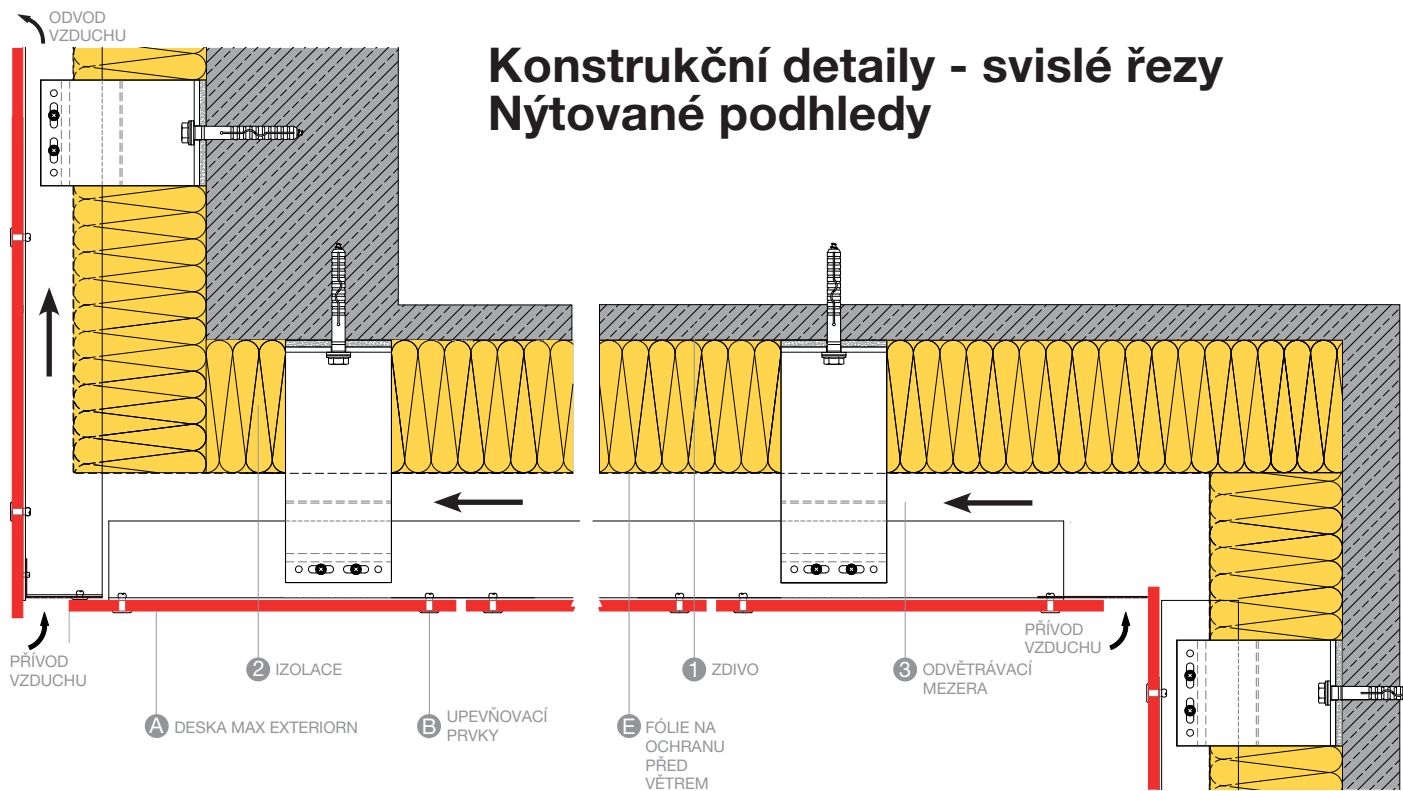 ODVOD
VZDUCHU
Konstrukční detaily - svislé řezy
Nýtované podhledy
PŘÍVOD
VZDUCHU
2 IZOLACE
1 ZDIVO
3 ODVĚTRÁVACÍ
MEZERA
PŘÍVOD
VZDUCHU
A DESKA MAX EXTERIORN
B UPEVŇOVACÍ
PRVKY
E FÓLIE NA
OCHRANU
PŘED
VĚTREM